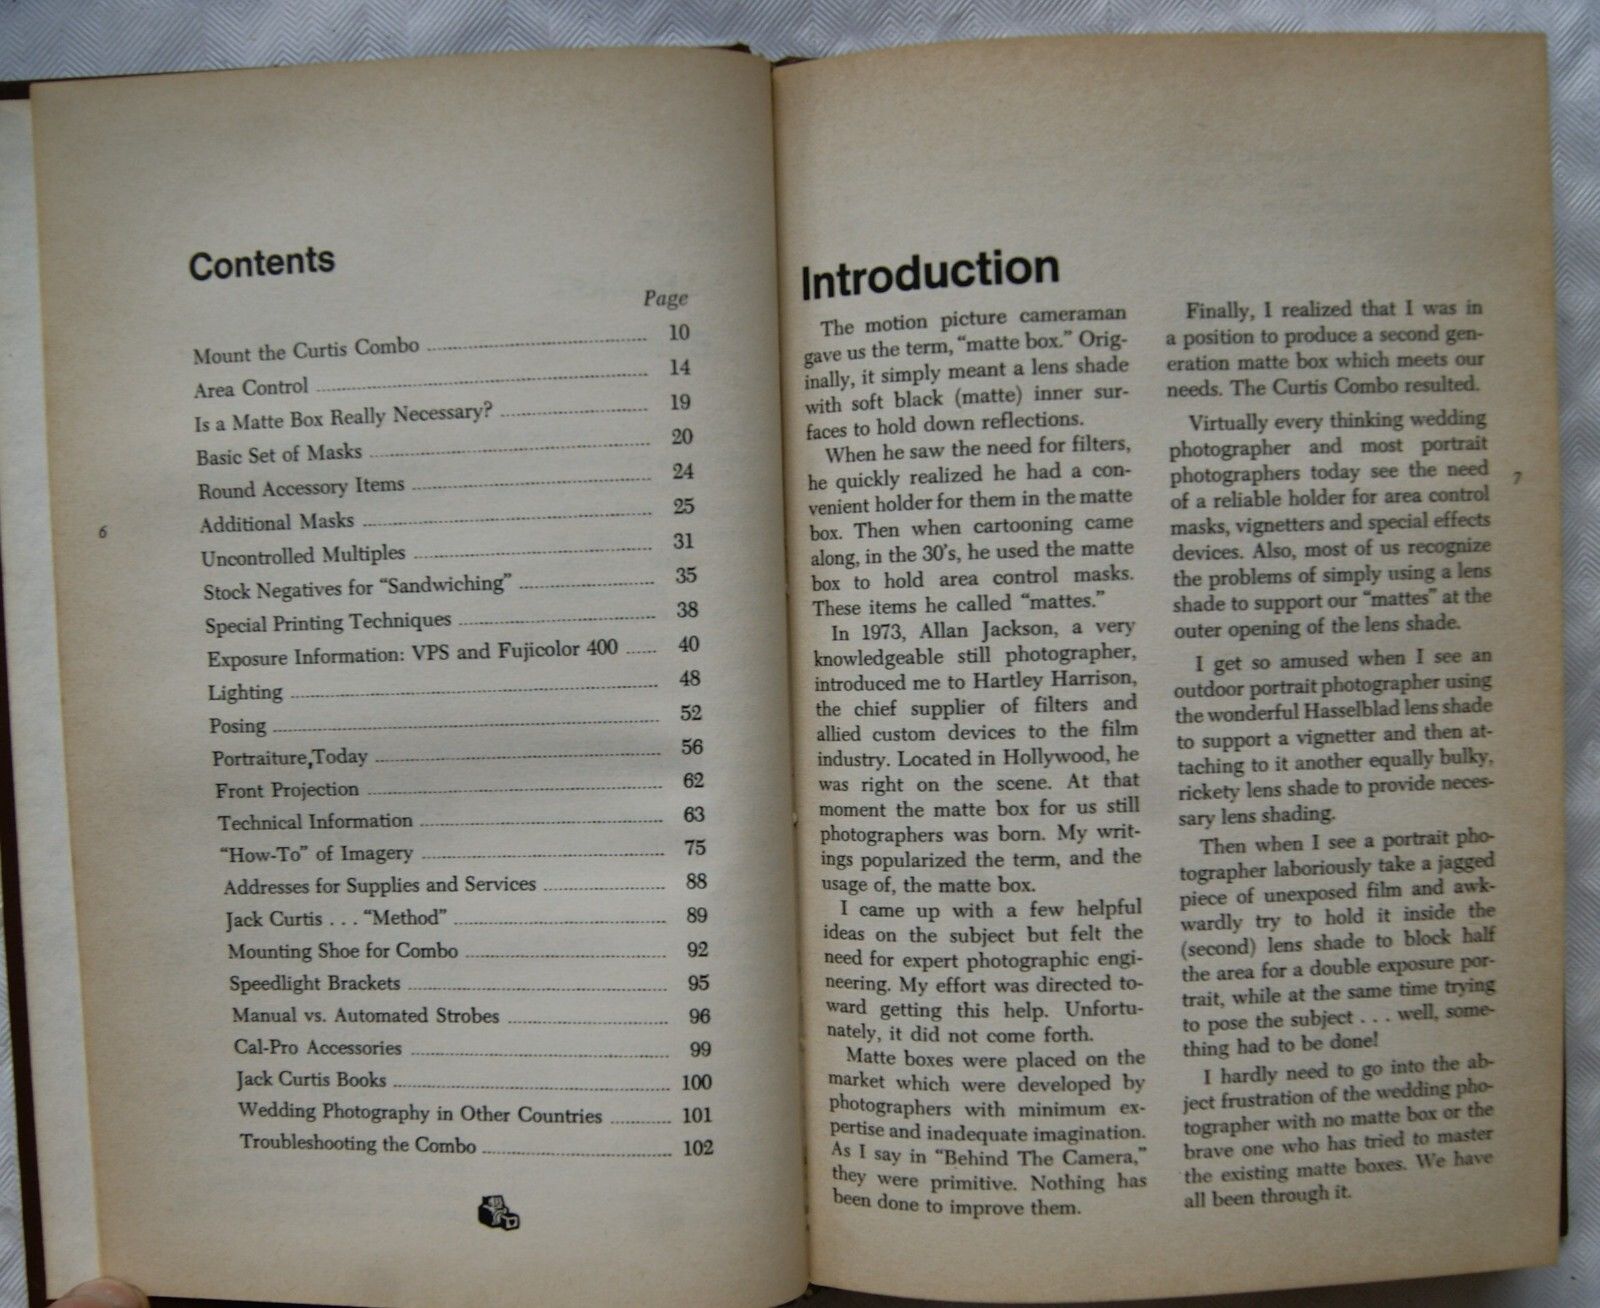 Contents
Page
Mount the Curtis Combo 10
Area Control 14
Is a Matte Box Really Necessary? 19
Basic Set of Masks 20
Round Accessory Items 24
Additional Masks 25
Uncontrolled Multiples 31
Stock Negatives for “Sandwiching” 35
Special Printing Techniques 38
Exposure Information: VPS and Fujicolor 400 40
Lighting 48
Posing 52
Portraiture, Today 56
Front Projection 62
Technical Information 63
“How-To” of Imagery 75
Addresses for Supplies and Services 88
Jack Curtis . . . “Method” 89
Mounting Shoe for Combo 92
Speedlight Brackets 95
Manual vs. Automated Strobes 96
Cal-Pro Accessories 99
Jack Curtis Books 100
Wedding Photography in Other Countries 101
Troubleshooting the Combo 102
6
Introduction
The motion picture cameraman
gave us the term, “matte box.” Orig-
inally, it simply meant a lens shade
with soft black (matte) inner sur-
faces to hold down reflections.
When he saw the need for filters,
he quickly realized he had a con-
venient holder for them in the matte
box. Then when cartooning came
along, in the 30’s, he used the matte
box to hold area control masks.
These items he called “mattes.”
In 1973, Allan Jackson, a very
knowledgeable still photographer,
introduced me to Hartley Harrison,
the chief supplier of filters and
allied custom devices to the film
industry. Located in Hollywood, he
was right on the scene. At that
moment the matte box for us still
photographers was born. My writ-
ings popularized the term, and the
usage of, the matte box.
I came up with a few helpful
ideas on the subject but felt the
need for expert photographic engi-
neering. My effort was directed to-
ward getting this help. Unfortu-
nately, it did not come forth.
Matte boxes were placed on the
market which were developed by
photographers with minimum ex-
pertise and inadequate imagination.
As I say in “Behind The Camera,”
they were primitive. Nothing has
been done to improve them.
Finally, I realized that I was in
a position to produce a second gen-
eration matte box which meets our
needs. The Curtis Combo resulted.
Virtually every thinking wedding
photographer and most portrait
photographers today see the need
of a reliable holder for area control
masks, vignetters and special effects
devices. Also, most of us recognize
the problems of simply using a lens
shade to support our “mattes” at the
outer opening of the lens shade.
I get so amused when I see an
outdoor portrait photographer using
the wonderful Hasselblad lens shade
to support a vignetter and then at-
taching to it another equally bulky,
rickety lens shade to provide neces-
sary lens shading.
Then when I see a portrait pho-
tographer laboriously take a jagged
piece of unexposed film and awk-
wardly try to hold it inside the
(second) lens shade to block half
the area for a double exposure por-
trait, while at the same time trying
to pose the subject . . . well, some-
thing had to be done!
I hardly need to go into the ab-
ject frustration of the wedding pho-
tographer with no matte box or the
brave one who has tried to master
the existing matte boxes. We have
all been through it.
7